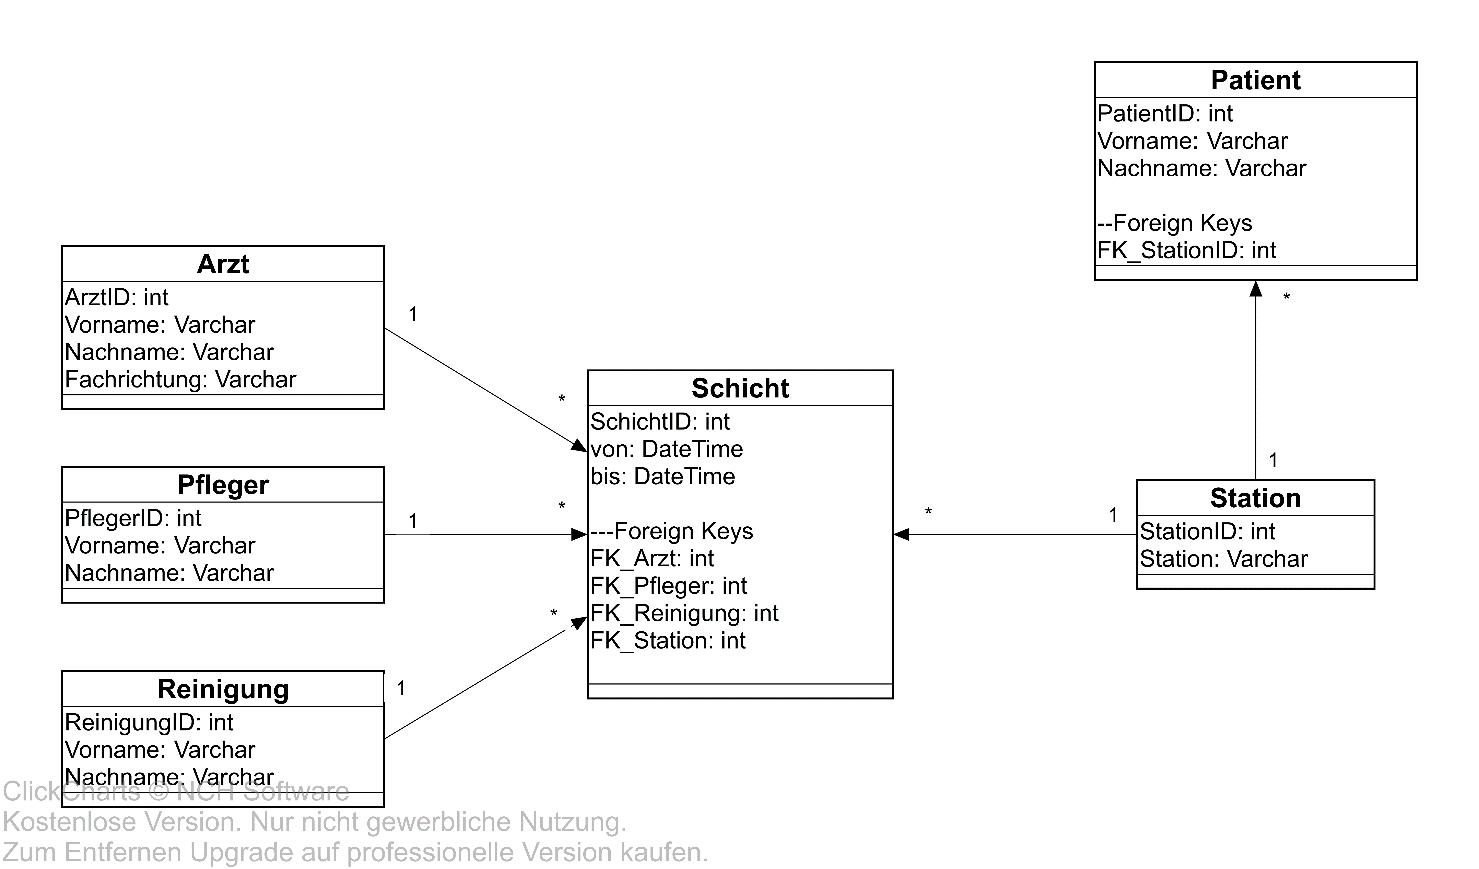 Patient
PatientID: int
Vorname: Varchar
Nachname: Varchar
--Foreign Keys
FK_StationID: int
*
1
Arzt
ArztID: int
Vorname: Varchar
Nachname: Varchar
Fachrichtung: Varchar
1
*
Pfleger
PflegerID: int
Vorname: Varchar
Nachname: Varchar
1
*
Reinigung
ReinigungID: int
Vorname: Varchar
Nachname: Varchar
1
*
Schicht
SchichtID: int
von: DateTime
bis: DateTime
---Foreign Keys
FK_Arzt: int
FK_Pfleger: int
FK_Reinigung: int
FK_Station: int
*
1
Station
StationID: int
Station: Varchar
ClickCharts © NCH Software
Kostenlose Version. Nur nicht gewerbliche Nutzung.
Zum Entfernen Upgrade auf professionelle Version kaufen.